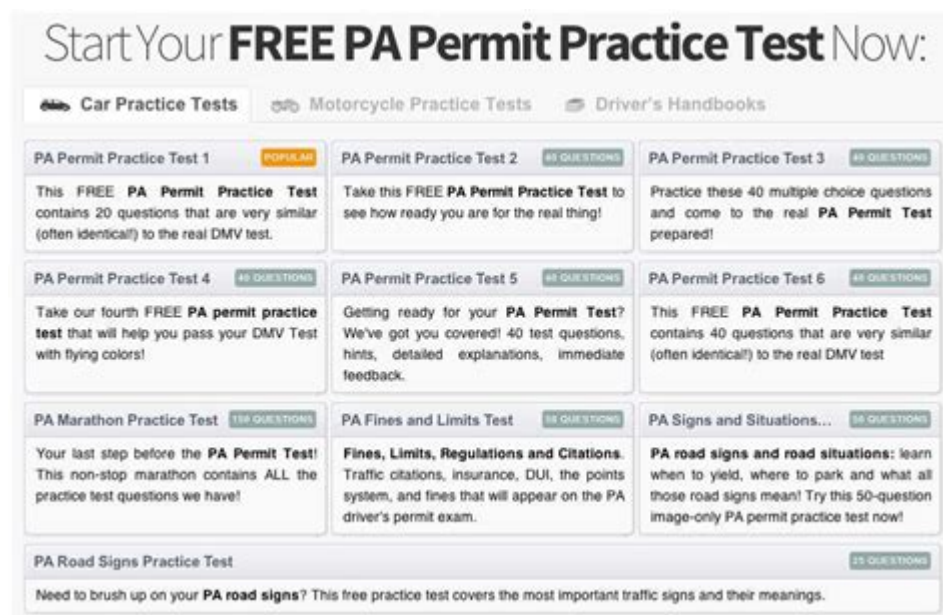 Start Your FREE PA Permit Practice Test Now:
Car Practice Tests Motorcycle Practice Tests Driver's Handbooks
PA Permit Practice Test 1 POPULAR
This FREE PA Permit Practice Test
contains 20 questions that are very similar
(often identical!) to the real DMV test.
PA Permit Practice Test 2 40 QUESTIONS
Take this FREE PA Permit Practice Test to
see how ready you are for the real thing!
PA Permit Practice Test 3 40 QUESTIONS
Practice these 40 multiple choice questions
and come to the real PA Permit Test
prepared!
PA Permit Practice Test 4 40 QUESTIONS
Take our fourth FREE PA permit practice
test that will help you pass your DMV Test
with flying colors!
PA Permit Practice Test 5 40 QUESTIONS
Getting ready for your PA Permit Test?
We've got you covered! 40 test questions,
hints, detailed explanations, immediate
feedback.
PA Permit Practice Test 6 40 QUESTIONS
This FREE PA Permit Practice Test
contains 40 questions that are very similar
(often identical!) to the real DMV test
PA Marathon Practice Test QUESTIONS
Your last step before the PA Permit Test!
This non-stop marathon contains ALL the
practice test questions we have!
PA Fines and Limits Test QUESTIONS
Fines, Limits, Regulations and Citations.
Traffic citations, insurance, DUI, the points
system, and fines that will appear on the PA
driver's permit exam.
PA Signs and Situations... 50 QUESTIONS
PA road signs and road situations: learn
when to yield, where to park and what all
those road signs mean! Try this 50-question
image-only PA permit practice test now!
PA Road Signs Practice Test 25 QUESTIONS
Need to brush up on your PA road signs? This free practice test covers the most important traffic signs and their meanings.